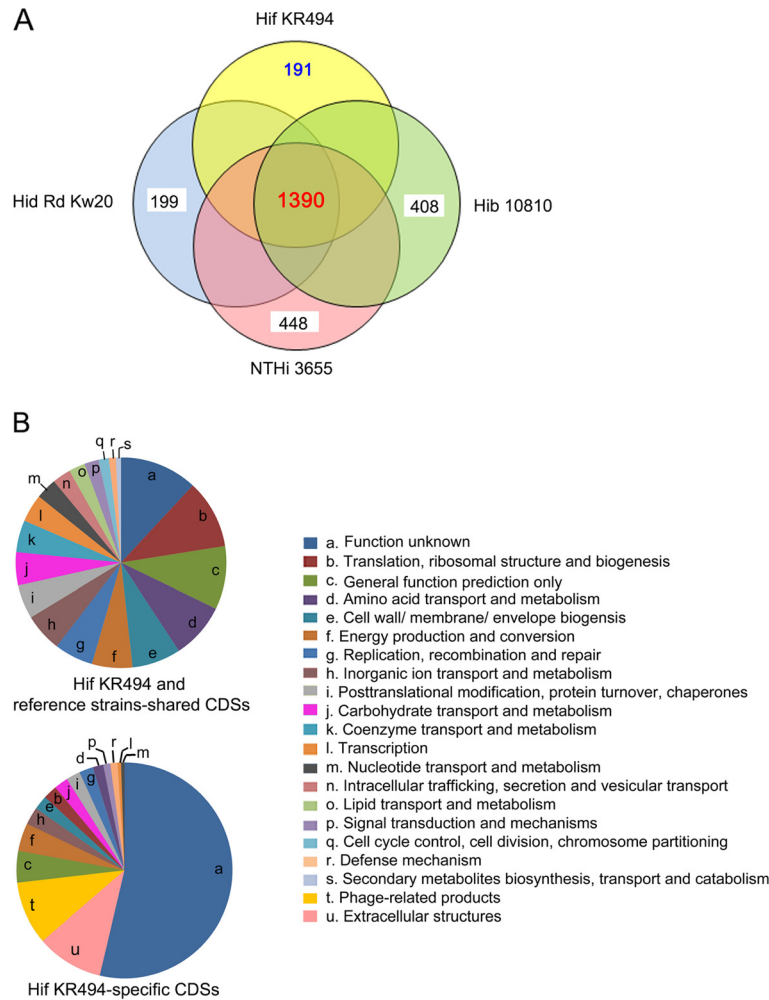 A
Hif KR494
191
Hid Rd Kw20
199
1390
408
Hib 10810
448
NTHi 3655
B
q r s
p
o
n
m
l
k
j
i
h
g
f
e
d
c
b
a
Hif KR494 and
reference strains-shared CDSs
p r l
m
d
g
i
j
b
e
h
f
c
t
u
a
Hif KR494-specific CDSs
a. Function unknown
b. Translation, ribosomal structure and biogenesis
c. General function prediction only
d. Amino acid transport and metabolism
e. Cell wall/ membrane/ envelope biogensis
f. Energy production and conversion
g. Replication, recombination and repair
h. Inorganic ion transport and metabolism
i. Posttranslational modification, protein turnover, chaperones
j. Carbohydrate transport and metabolism
k. Coenzyme transport and metabolism
l. Transcription
m. Nucleotide transport and metabolism
n. Intracellular trafficking, secretion and vesicular transport
o. Lipid transport and metabolism
p. Signal transduction and mechanisms
q. Cell cycle control, cell division, chromosome partitioning
r. Defense mechanism
s. Secondary metabolites biosynthesis, transport and catabolism
t. Phage-related products
u. Extracellular structures